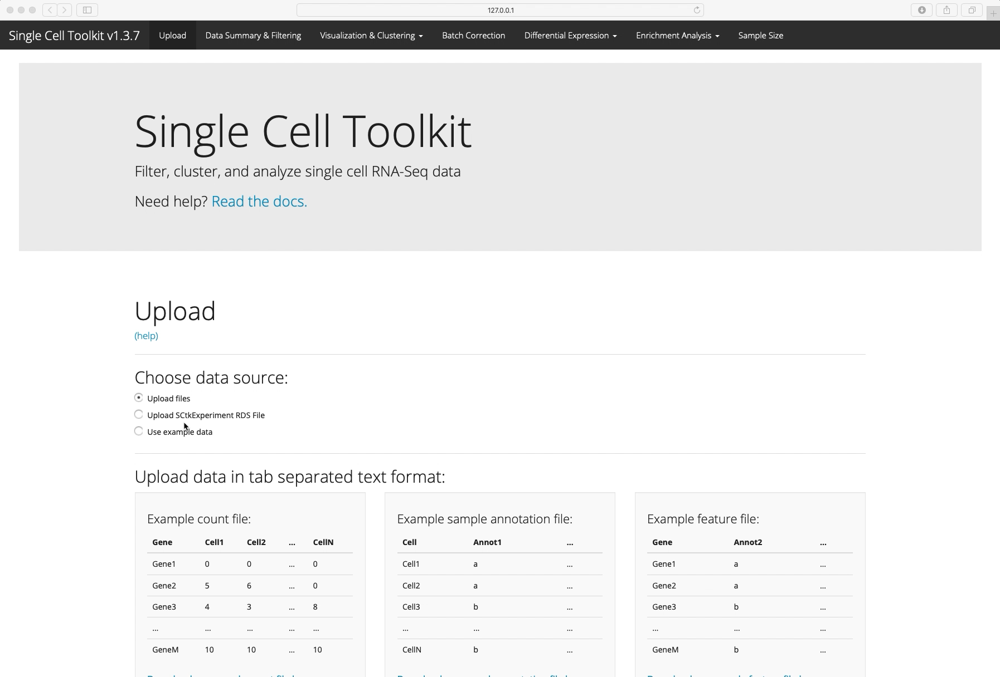 127.0.0.1
Single Cell Toolkit v1.3.7 Upload Data Summary & Filtering Visualization & Clustering Batch Correction Differential Expression Enrichment Analysis Sample Size
Single Cell Toolkit
Filter, cluster, and analyze single cell RNA-Seq data
Need help? Read the docs.
Upload
(help)
Choose data source:
Upload files
Upload SCtkExperiment RDS File
Use example data
Upload data in tab separated text format:
Example count file:
Gene Cell1 Cell2 ... CellN
Gene1 0 0 ... 0
Gene2 5 6 ... 0
Gene3 4 3 ... 8
... ... ... ... ...
GeneM 10 10 ... 10
Example sample annotation file:
Cell Annot1 ...
Cell1 a ...
Cell2 a ...
Cell3 b ...
... ... ...
CellN b ...
Example feature file:
Gene Annot2 ...
Gene1 a ...
Gene2 a ...
Gene3 b ...
... ... ...
GeneM b ...